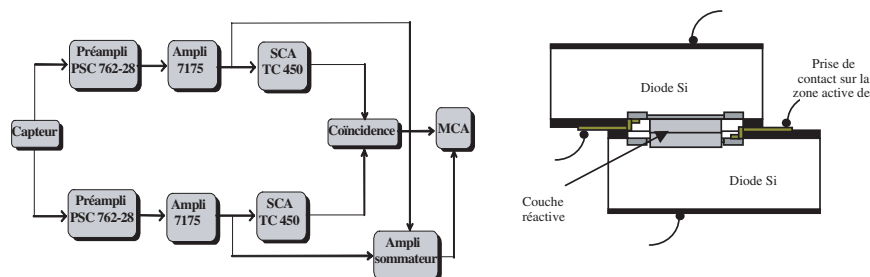 Préampli
PSC 762-28
Ampli
7175
SCA
TC 450
Capteur
Coïncidence
MCA
Préampli
PSC 762-28
Ampli
7175
SCA
TC 450
Ampli
sommateur
Diode Si
Prise de
contact sur la
zone active de
Diode Si
Couche
réactive